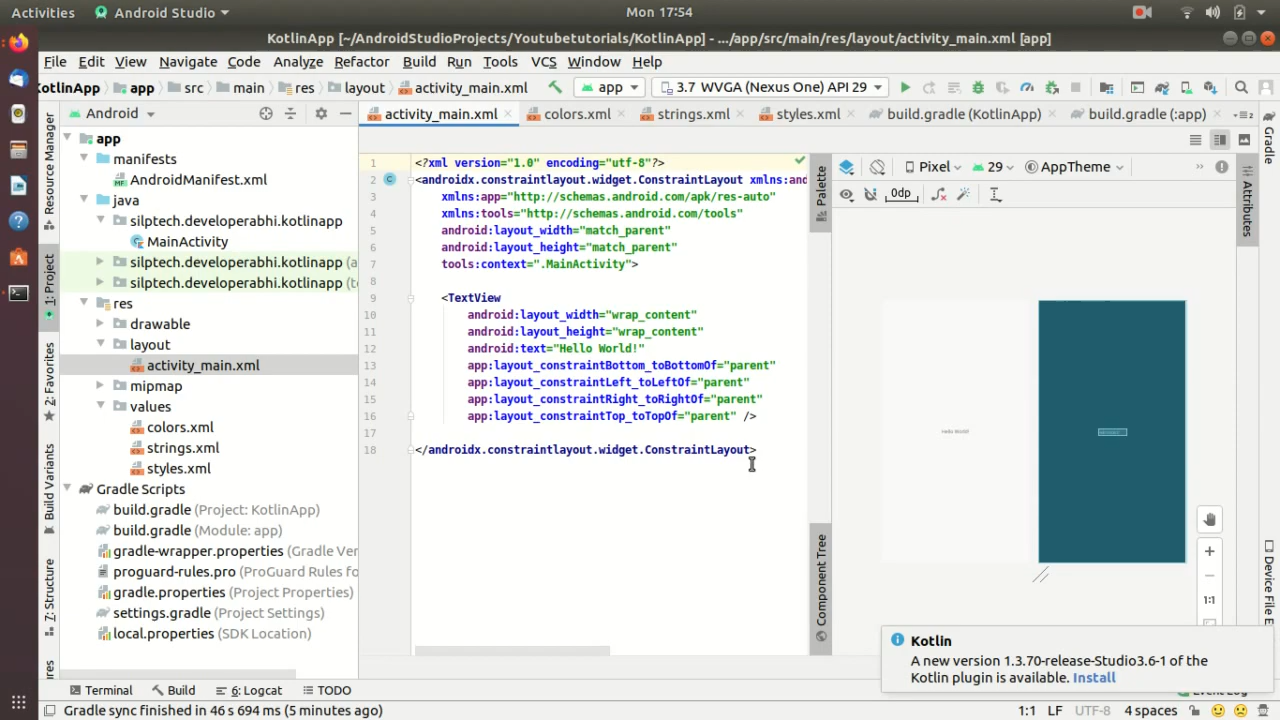 Activities Android Studio Mon 17:54
KotlinApp [~/AndroidStudioProjects/Youtubetutorials/KotlinApp] - .../app/src/main/res/layout/activity_main.xml [app]
File Edit View Navigate Code Analyze Refactor Build Run Tools VCS Window Help
KotlinApp app src main res layout activity_main.xml app 3.7 WVGA (Nexus One) API 29
Android activity_main.xml colors.xml strings.xml styles.xml build.gradle (KotlinApp) build.gradle (:app)
Resource Manager
1: Project
2: Favorites
Build Variants
7: Structure
app
manifests
AndroidManifest.xml
java
silptech.developerabhi.kotlinapp
MainActivity
silptech.developerabhi.kotlinapp (a
silptech.developerabhi.kotlinapp (t
res
drawable
layout
activity_main.xml
mipmap
values
colors.xml
strings.xml
styles.xml
Gradle Scripts
build.gradle (Project: KotlinApp)
build.gradle (Module: app)
gradle-wrapper.properties (Gradle Ver
proguard-rules.pro (ProGuard Rules fo
gradle.properties (Project Properties)
settings.gradle (Project Settings)
local.properties (SDK Location)
1 <?xml version="1.0" encoding="utf-8"?>
2 <androidx.constraintlayout.widget.ConstraintLayout xmlns:and
3 xmlns:app="http://schemas.android.com/apk/res-auto"
4 xmlns:tools="http://schemas.android.com/tools"
5 android:layout_width="match_parent"
6 android:layout_height="match_parent"
7 tools:context=".MainActivity">
8
9 <TextView
10 android:layout_width="wrap_content"
11 android:layout_height="wrap_content"
12 android:text="Hello World!"
13 app:layout_constraintBottom_toBottomOf="parent"
14 app:layout_constraintLeft_toLeftOf="parent"
15 app:layout_constraintRight_toRightOf="parent"
16 app:layout_constraintTop_toTopOf="parent" />
17
18 </androidx.constraintlayout.widget.ConstraintLayout>
Palette
Component Tree
Pixel 29 AppTheme
0dp
Hello World!
1:1
Attributes
Gradle
Device File E
Kotlin
A new version 1.3.70-release-Studio3.6-1 of the
Kotlin plugin is available. Install
Terminal Build 6: Logcat TODO Event Log
Gradle sync finished in 46 s 694 ms (5 minutes ago) 1:1 LF UTF-8 4 spaces